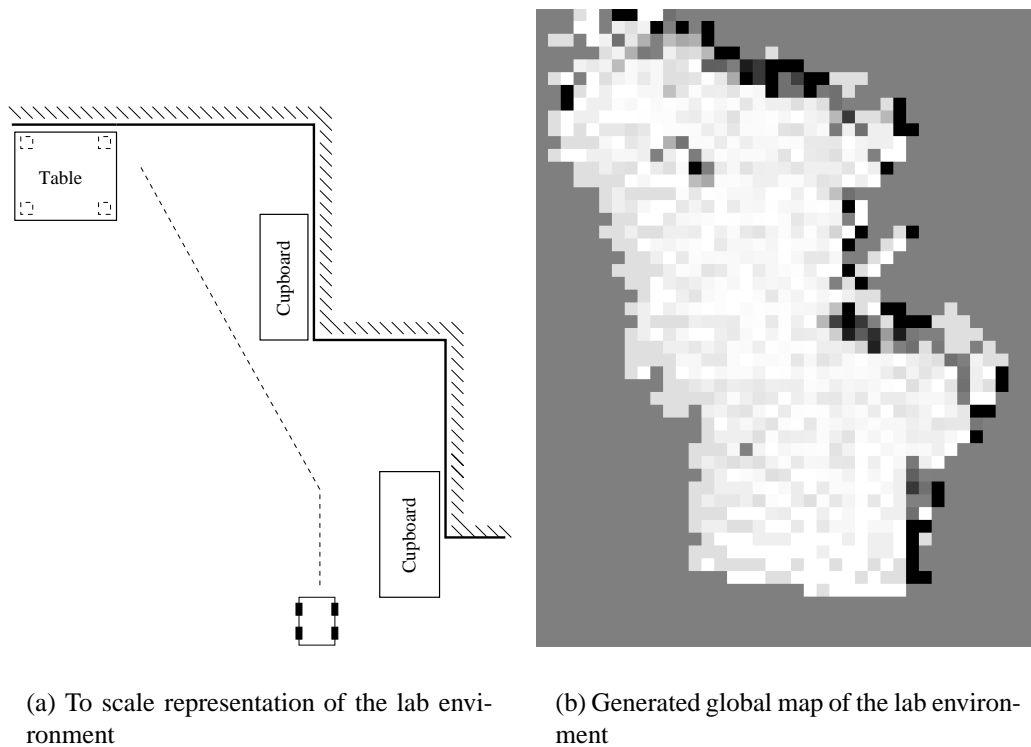 Table
Cupboard
Cupboard
(a) To scale representation of the lab envi-
ronment
(b) Generated global map of the lab environ-
ment